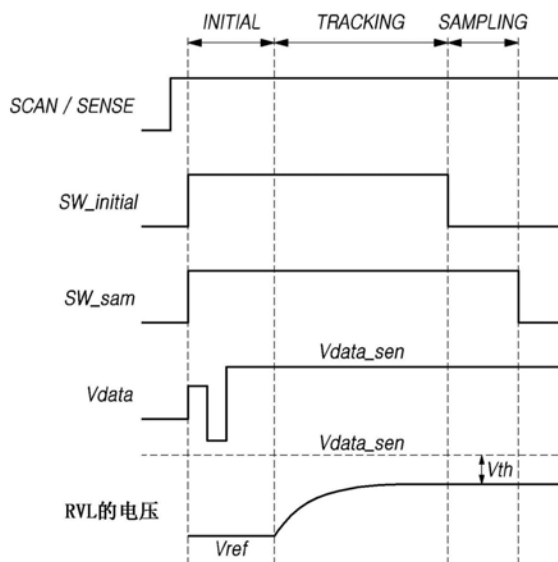 INITIAL TRACKING SAMPLING
SCAN / SENSE
SW_initial
SW_sam
Vdata_sen
Vdata
Vdata_sen
Vth
RVL的电压
Vref